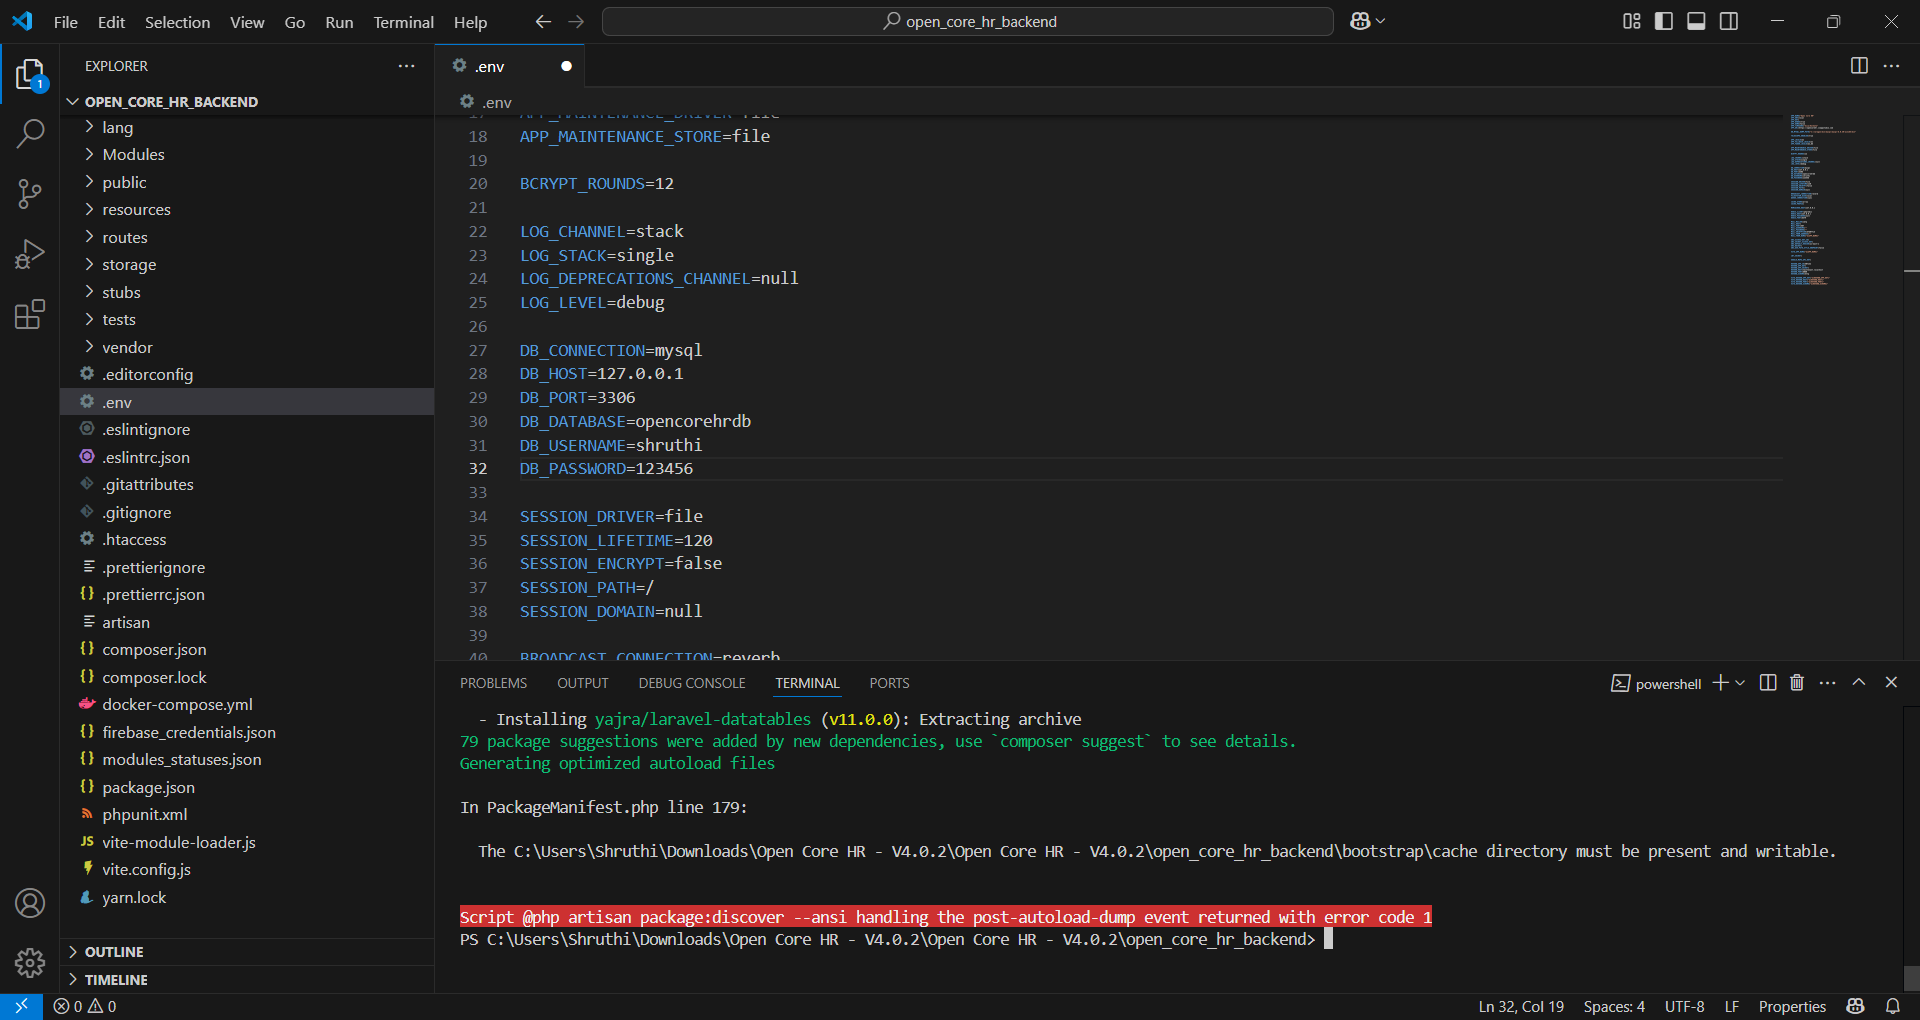 File Edit Selection View Go Run Terminal Help
open_core_hr_backend
EXPLORER
1
OPEN_CORE_HR_BACKEND
lang
Modules
public
resources
routes
storage
stubs
tests
vendor
.editorconfig
.env
.eslintignore
.eslintrc.json
.gitattributes
.gitignore
.htaccess
.prettierignore
.prettierrc.json
artisan
composer.json
composer.lock
docker-compose.yml
firebase_credentials.json
modules_statuses.json
package.json
phpunit.xml
JS vite-module-loader.js
vite.config.js
yarn.lock
OUTLINE
TIMELINE
.env
.env
17 APP_MAINTENANCE_DRIVER=file
18 APP_MAINTENANCE_STORE=file
19
20 BCRYPT_ROUNDS=12
21
22 LOG_CHANNEL=stack
23 LOG_STACK=single
24 LOG_DEPRECATIONS_CHANNEL=null
25 LOG_LEVEL=debug
26
27 DB_CONNECTION=mysql
28 DB_HOST=127.0.0.1
29 DB_PORT=3306
30 DB_DATABASE=opencorehrdb
31 DB_USERNAME=shruthi
32 DB_PASSWORD=123456
33
34 SESSION_DRIVER=file
35 SESSION_LIFETIME=120
36 SESSION_ENCRYPT=false
37 SESSION_PATH=/
38 SESSION_DOMAIN=null
39
40 BROADCAST_CONNECTION=reverb
PROBLEMS OUTPUT DEBUG CONSOLE TERMINAL PORTS
powershell
- Installing yajra/laravel-datatables (v11.0.0): Extracting archive
79 package suggestions were added by new dependencies, use `composer suggest` to see details.
Generating optimized autoload files
In PackageManifest.php line 179:
The C:\Users\Shruthi\Downloads\Open Core HR - V4.0.2\Open Core HR - V4.0.2\open_core_hr_backend\bootstrap\cache directory must be present and writable.
Script @php artisan package:discover --ansi handling the post-autoload-dump event returned with error code 1
PS C:\Users\Shruthi\Downloads\Open Core HR - V4.0.2\Open Core HR - V4.0.2\open_core_hr_backend>
0 0
Ln 32, Col 19 Spaces: 4 UTF-8 LF Properties